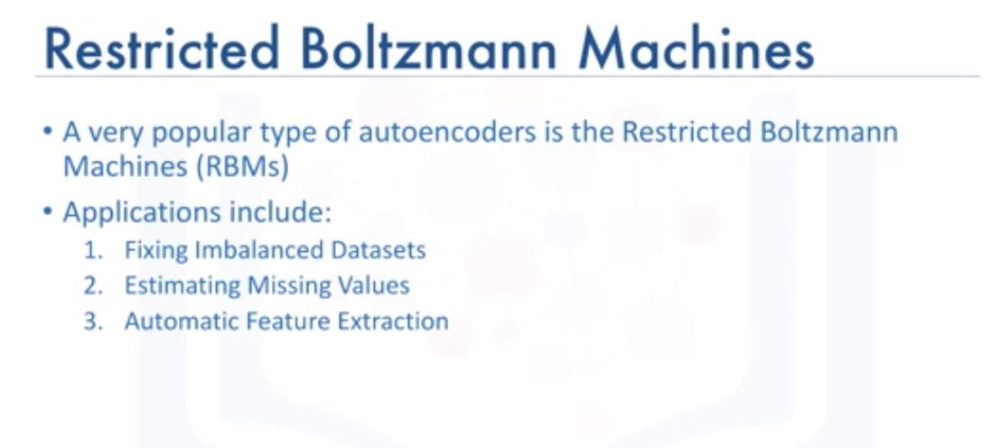 Restricted Boltzmann Machines
• A very popular type of autoencoders is the Restricted Boltzmann
Machines (RBMs)
• Applications include:
1. Fixing Imbalanced Datasets
2. Estimating Missing Values
3. Automatic Feature Extraction